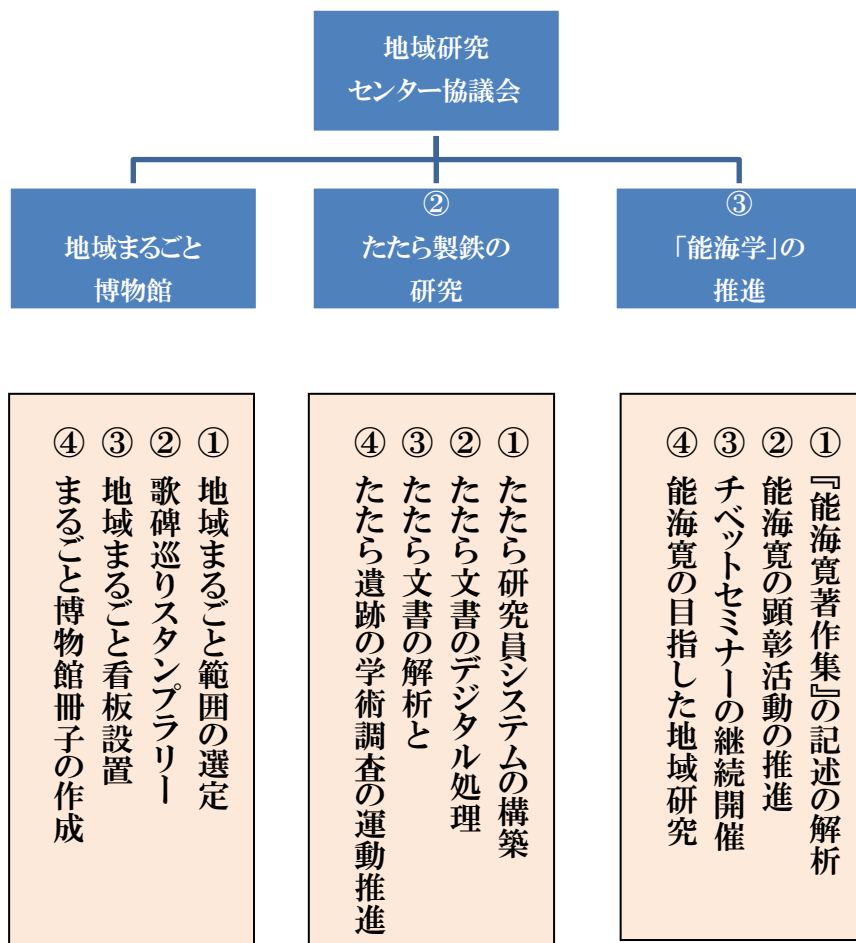 地域研究
センター協議会
地域まるごと
博物館
②
たたら製鉄の
研究
③
「能海学」の
推進
① 地域まるごと範囲の選定
② 歌碑巡りスタンプラリー
③ 地域まるごと看板設置
④ まるごと博物館冊子の作成
① たたら研究員システムの構築
② たたら文書のデジタル処理
③ たたら文書の解析と
④ たたら遺跡の学術調査の運動推進
① 『能海寛著作集』の記述の解析
② 能海寛の顕彰活動の推進
③ チベットセミナーの継続開催
④ 能海寛の目指した地域研究